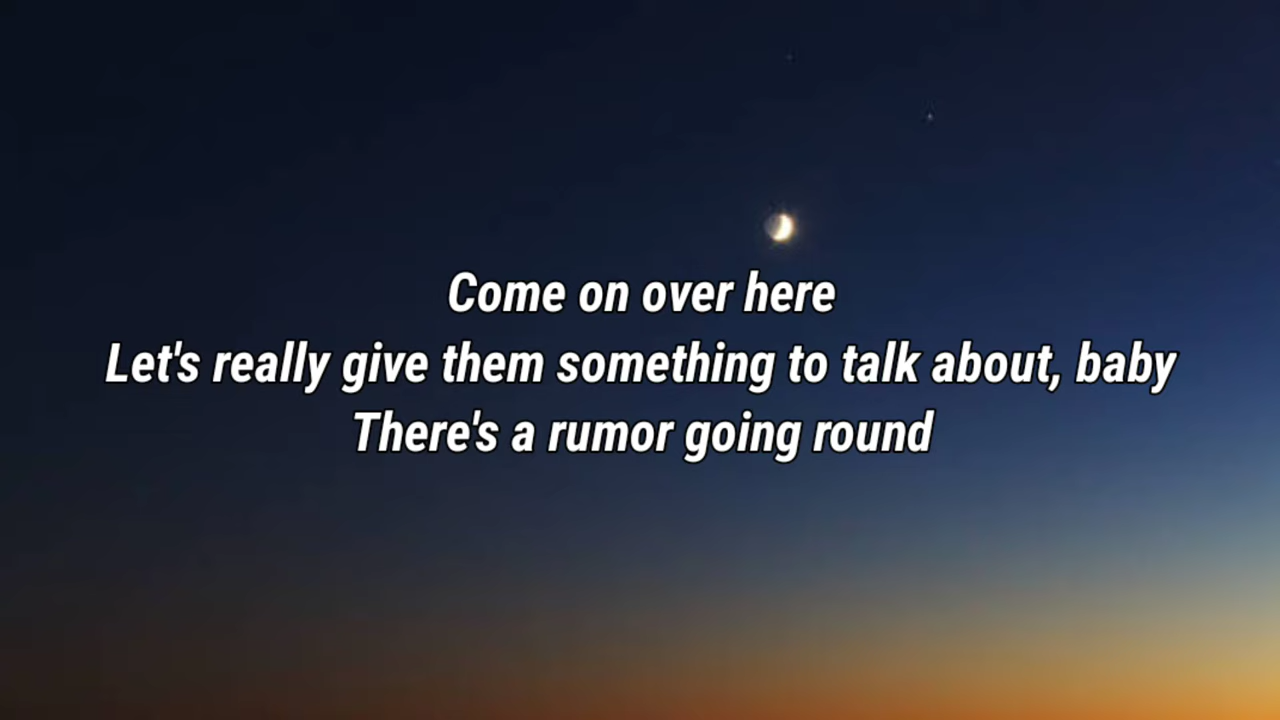 Come on over here
Let's really give them something to talk about, baby
There's a rumor going round